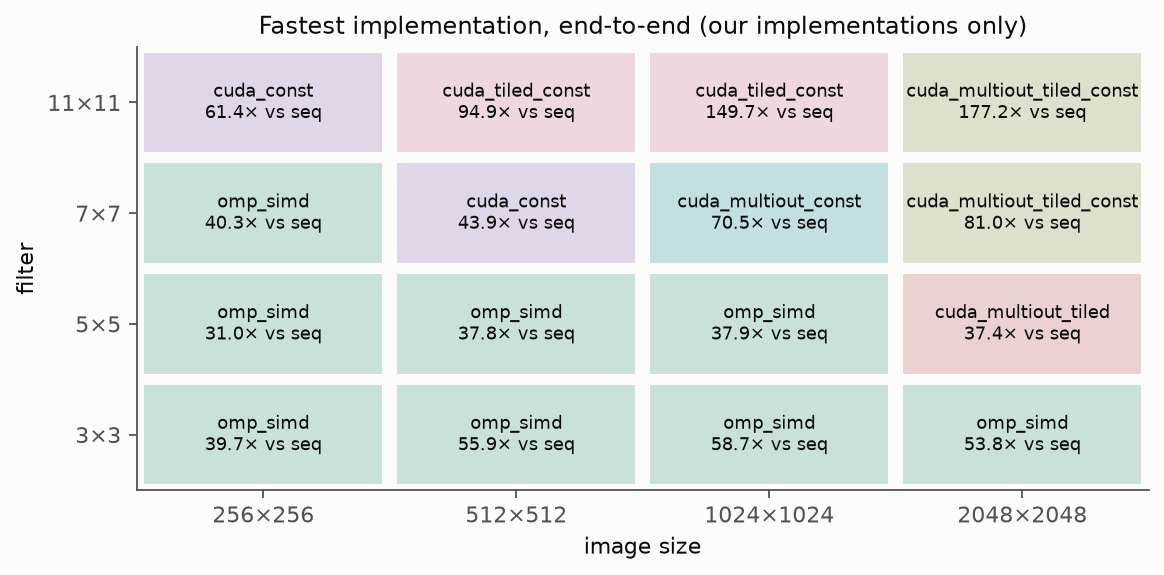 Fastest implementation, end-to-end (our implementations only)
11×11
cuda_const
61.4× vs seq
cuda_tiled_const
94.9× vs seq
cuda_tiled_const
149.7× vs seq
cuda_multiout_tiled_const
177.2× vs seq
7×7
omp_simd
40.3× vs seq
cuda_const
43.9× vs seq
cuda_multiout_const
70.5× vs seq
cuda_multiout_tiled_const
81.0× vs seq
filter
5×5
omp_simd
31.0× vs seq
omp_simd
37.8× vs seq
omp_simd
37.9× vs seq
cuda_multiout_tiled
37.4× vs seq
3×3
omp_simd
39.7× vs seq
omp_simd
55.9× vs seq
omp_simd
58.7× vs seq
omp_simd
53.8× vs seq
256×256
512×512
1024×1024
2048×2048
image size